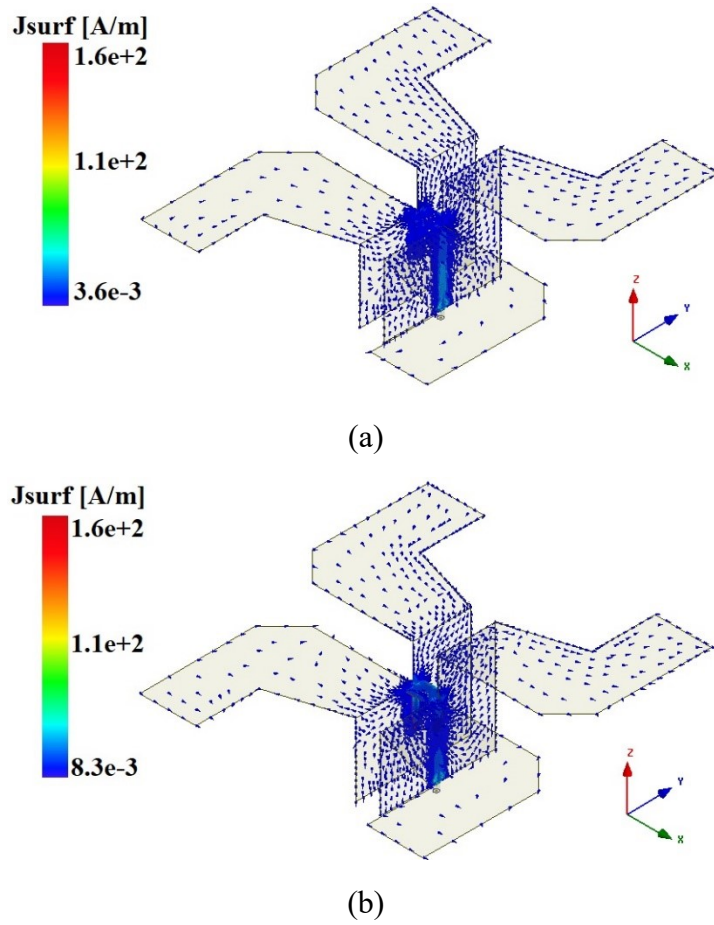 Jsurf [A/m]
1.6e+2
1.1e+2
3.6e-3
Z
Y
X
(a)
Jsurf [A/m]
1.6e+2
1.1e+2
8.3e-3
Z
Y
X
(b)